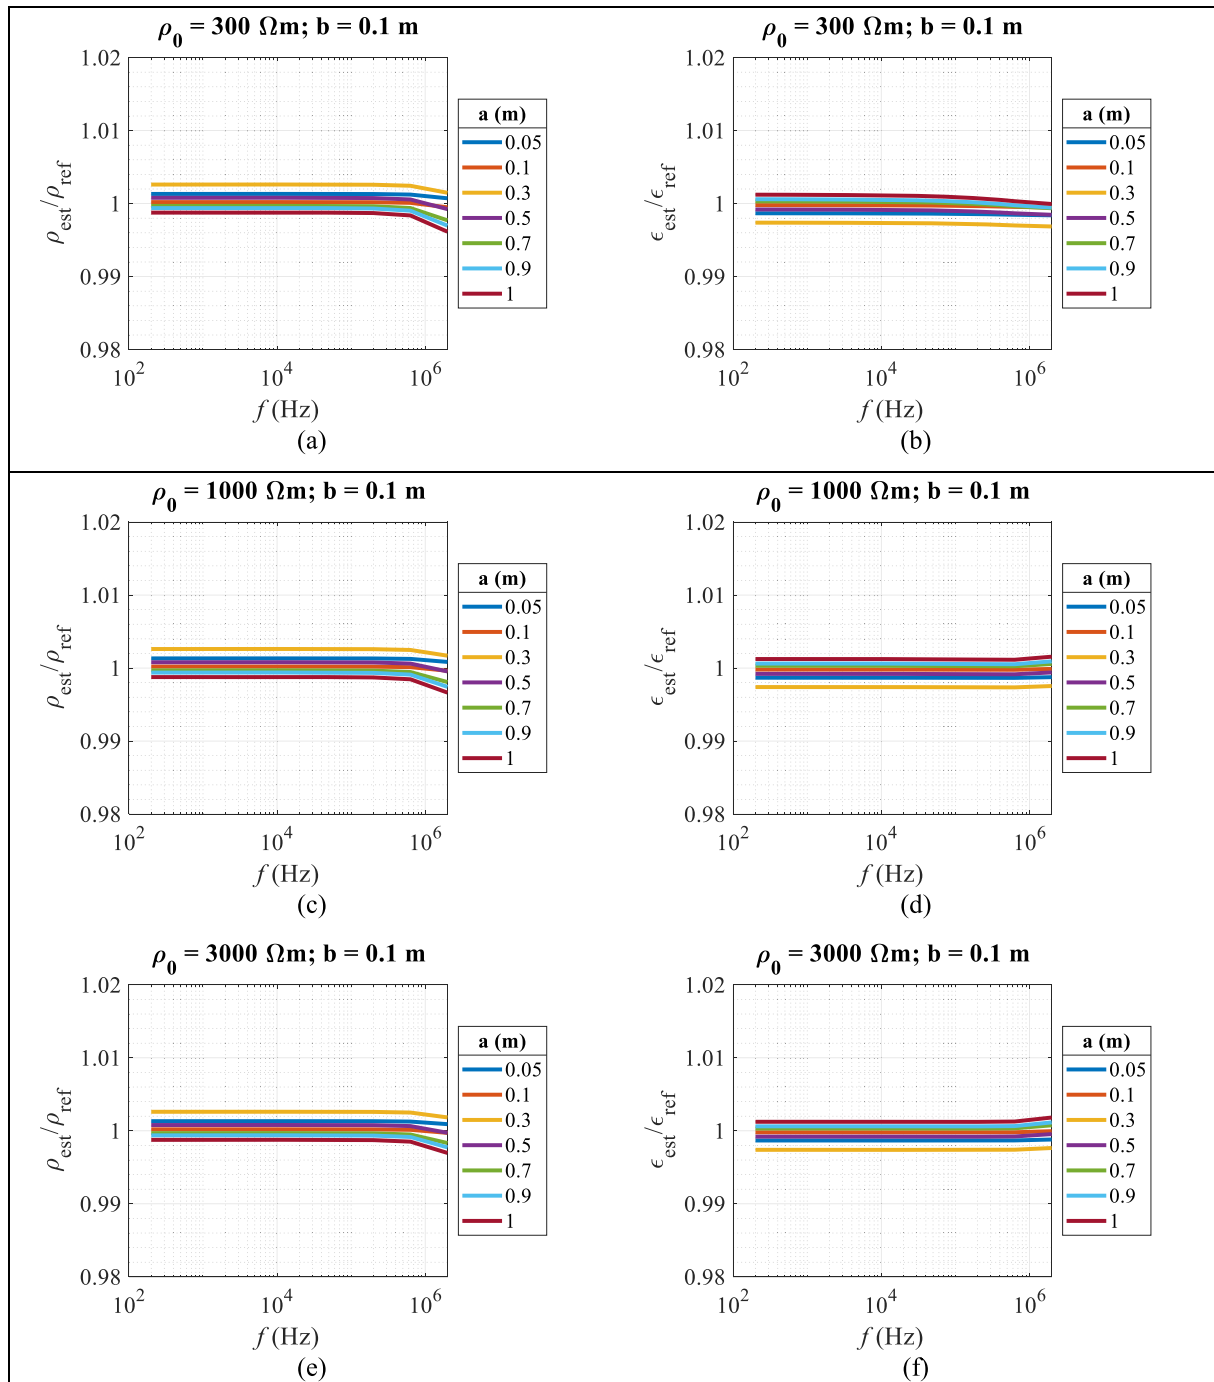 ρ₀ = 300 Ωm; b = 0.1 m
1.02
1.01
1
0.99
0.98
ρest/ρref
10² 10⁴ 10⁶
f (Hz)
a (m)
0.05
0.1
0.3
0.5
0.7
0.9
1
(a)
ρ₀ = 300 Ωm; b = 0.1 m
1.02
1.01
1
0.99
0.98
ϵest/ϵref
10² 10⁴ 10⁶
f (Hz)
a (m)
0.05
0.1
0.3
0.5
0.7
0.9
1
(b)
ρ₀ = 1000 Ωm; b = 0.1 m
1.02
1.01
1
0.99
0.98
ρest/ρref
10² 10⁴ 10⁶
f (Hz)
a (m)
0.05
0.1
0.3
0.5
0.7
0.9
1
(c)
ρ₀ = 1000 Ωm; b = 0.1 m
1.02
1.01
1
0.99
0.98
ϵest/ϵref
10² 10⁴ 10⁶
f (Hz)
a (m)
0.05
0.1
0.3
0.5
0.7
0.9
1
(d)
ρ₀ = 3000 Ωm; b = 0.1 m
1.02
1.01
1
0.99
0.98
ρest/ρref
10² 10⁴ 10⁶
f (Hz)
a (m)
0.05
0.1
0.3
0.5
0.7
0.9
1
(e)
ρ₀ = 3000 Ωm; b = 0.1 m
1.02
1.01
1
0.99
0.98
ϵest/ϵref
10² 10⁴ 10⁶
f (Hz)
a (m)
0.05
0.1
0.3
0.5
0.7
0.9
1
(f)